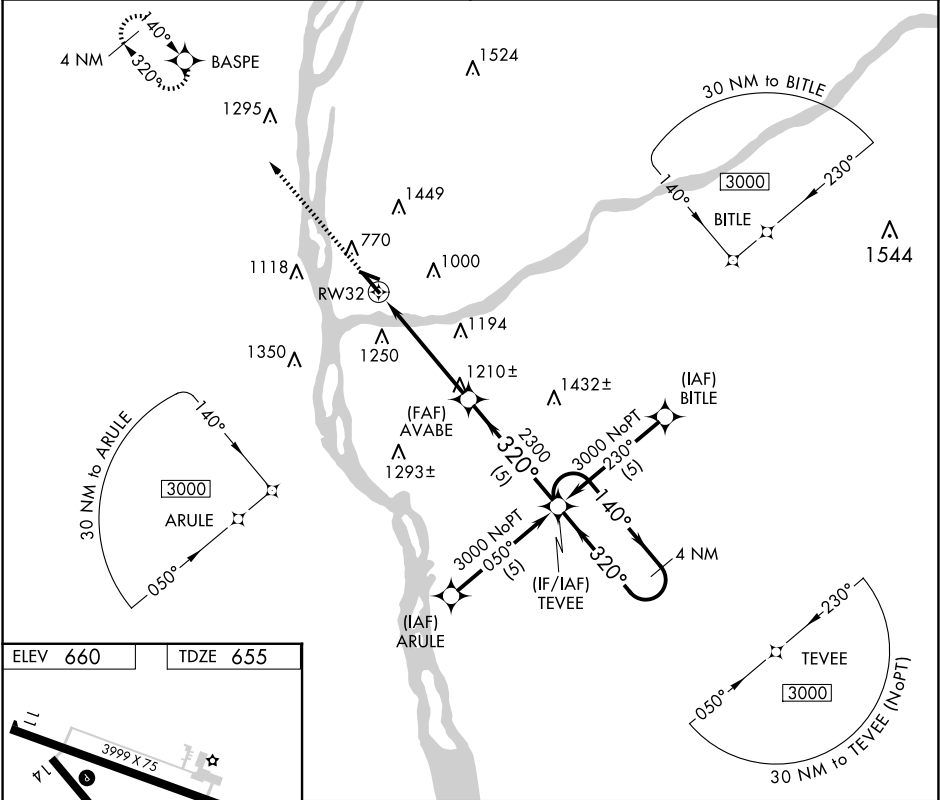 140°
4 NM
320°
BASPE
1524
1295
30 NM to BITLE
140°
3000
230°
BITLE
1544
1449
770
1118
1000
RW32
1194
1250
1350
1210±
1432±
(FAF)
AVABE
(IAF)
BITLE
1293±
2300
320°
(5)
3000 NoPT
230°
(5)
30 NM to ARULE
140°
3000
ARULE
050°
140°
4 NM
320°
3000 NoPT
050°
(5)
(IF/IAF)
TEVEE
(IAF)
ARULE
230°
TEVEE
3000
050°
30 NM to TEVEE (NoPT)
ELEV 660
TDZE 655
11
3999 X 75
14
P